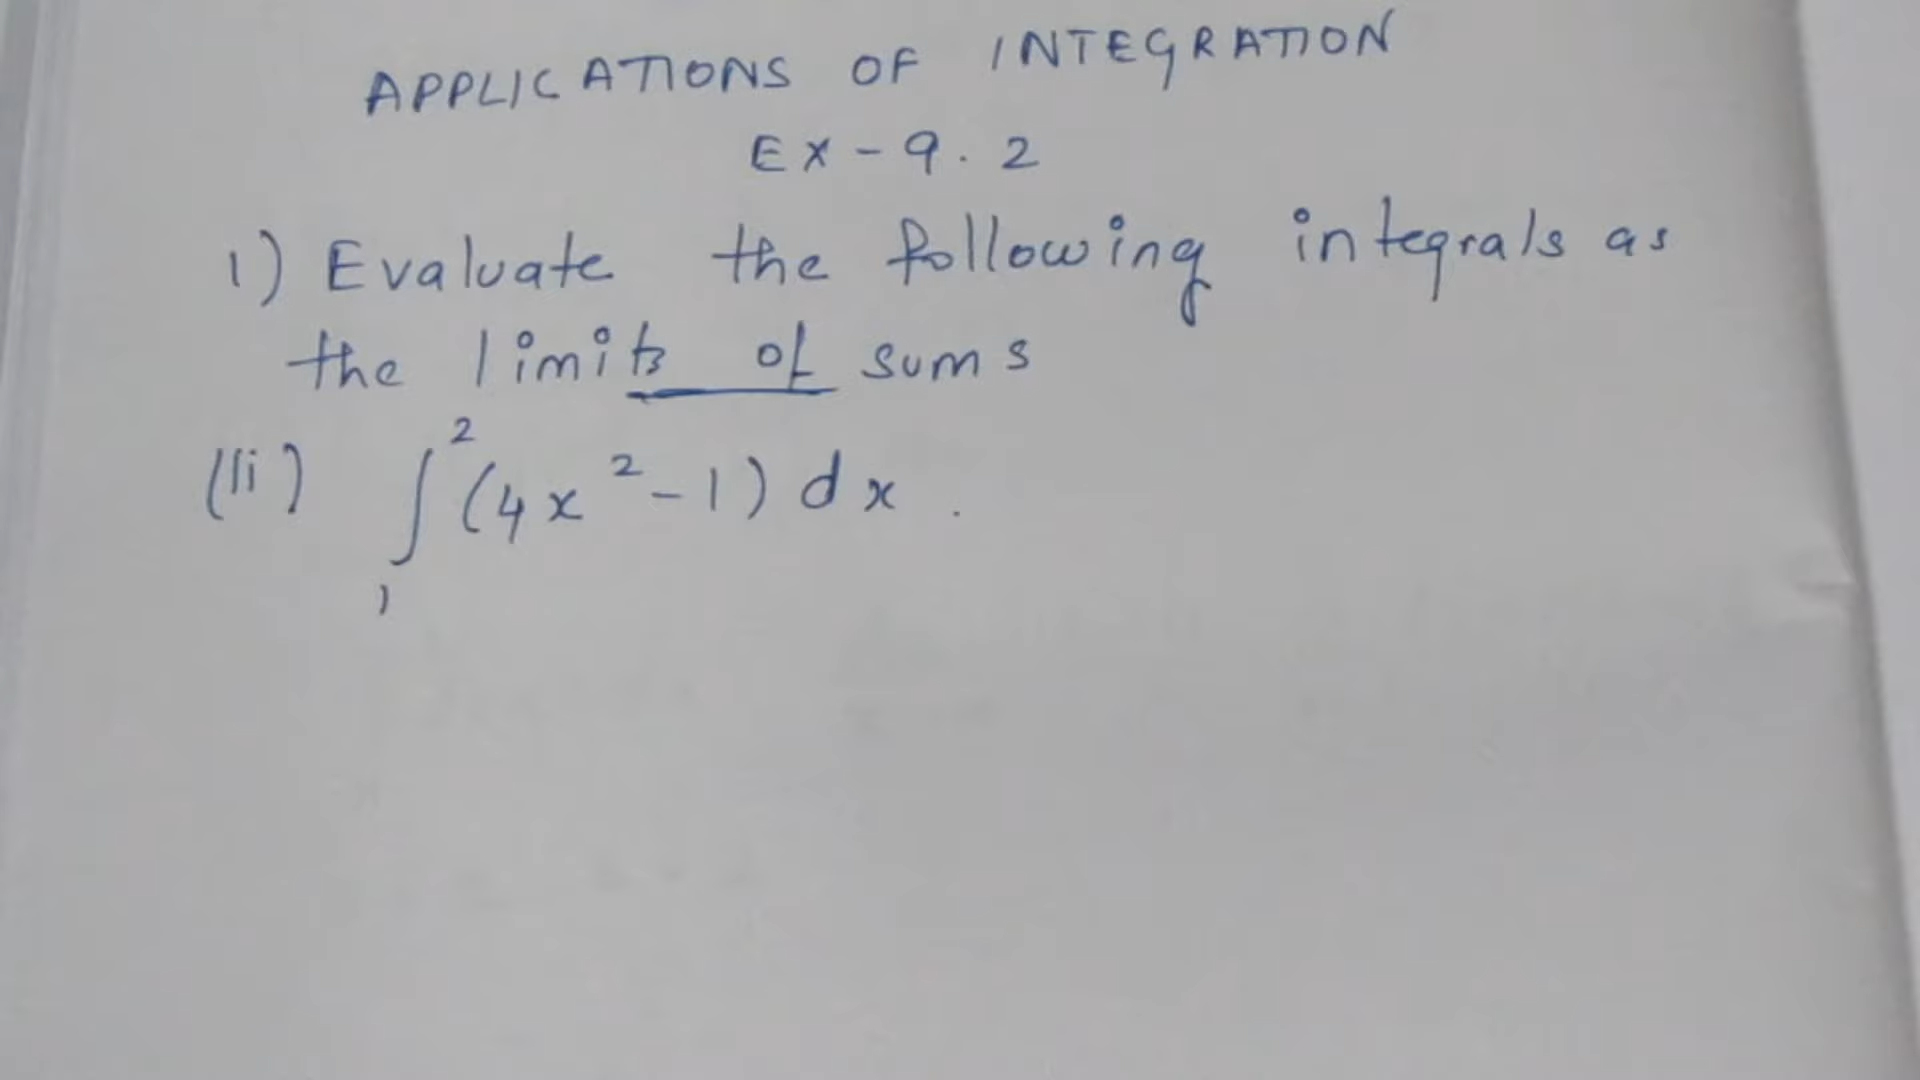 APPLICATIONS OF INTEGRATION
EX - 9.2
1) Evaluate the following integrals as
the limits of sums
(ii) ∫₁² (4x² - 1) dx.